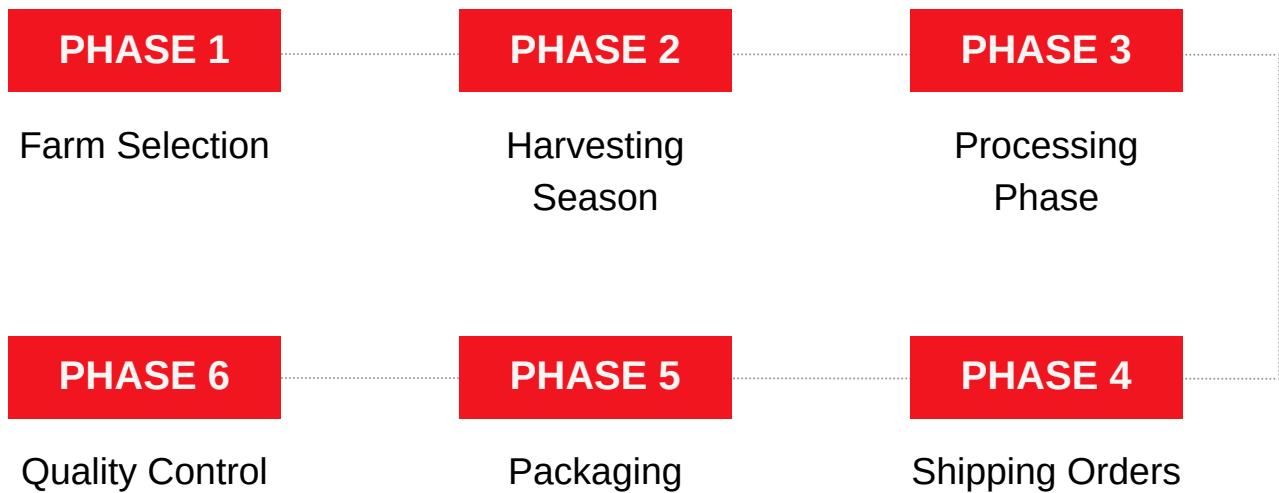 PHASE 1
Farm Selection
PHASE 2
Harvesting
Season
PHASE 3
Processing
Phase
PHASE 4
Shipping Orders
PHASE 5
Packaging
PHASE 6
Quality Control